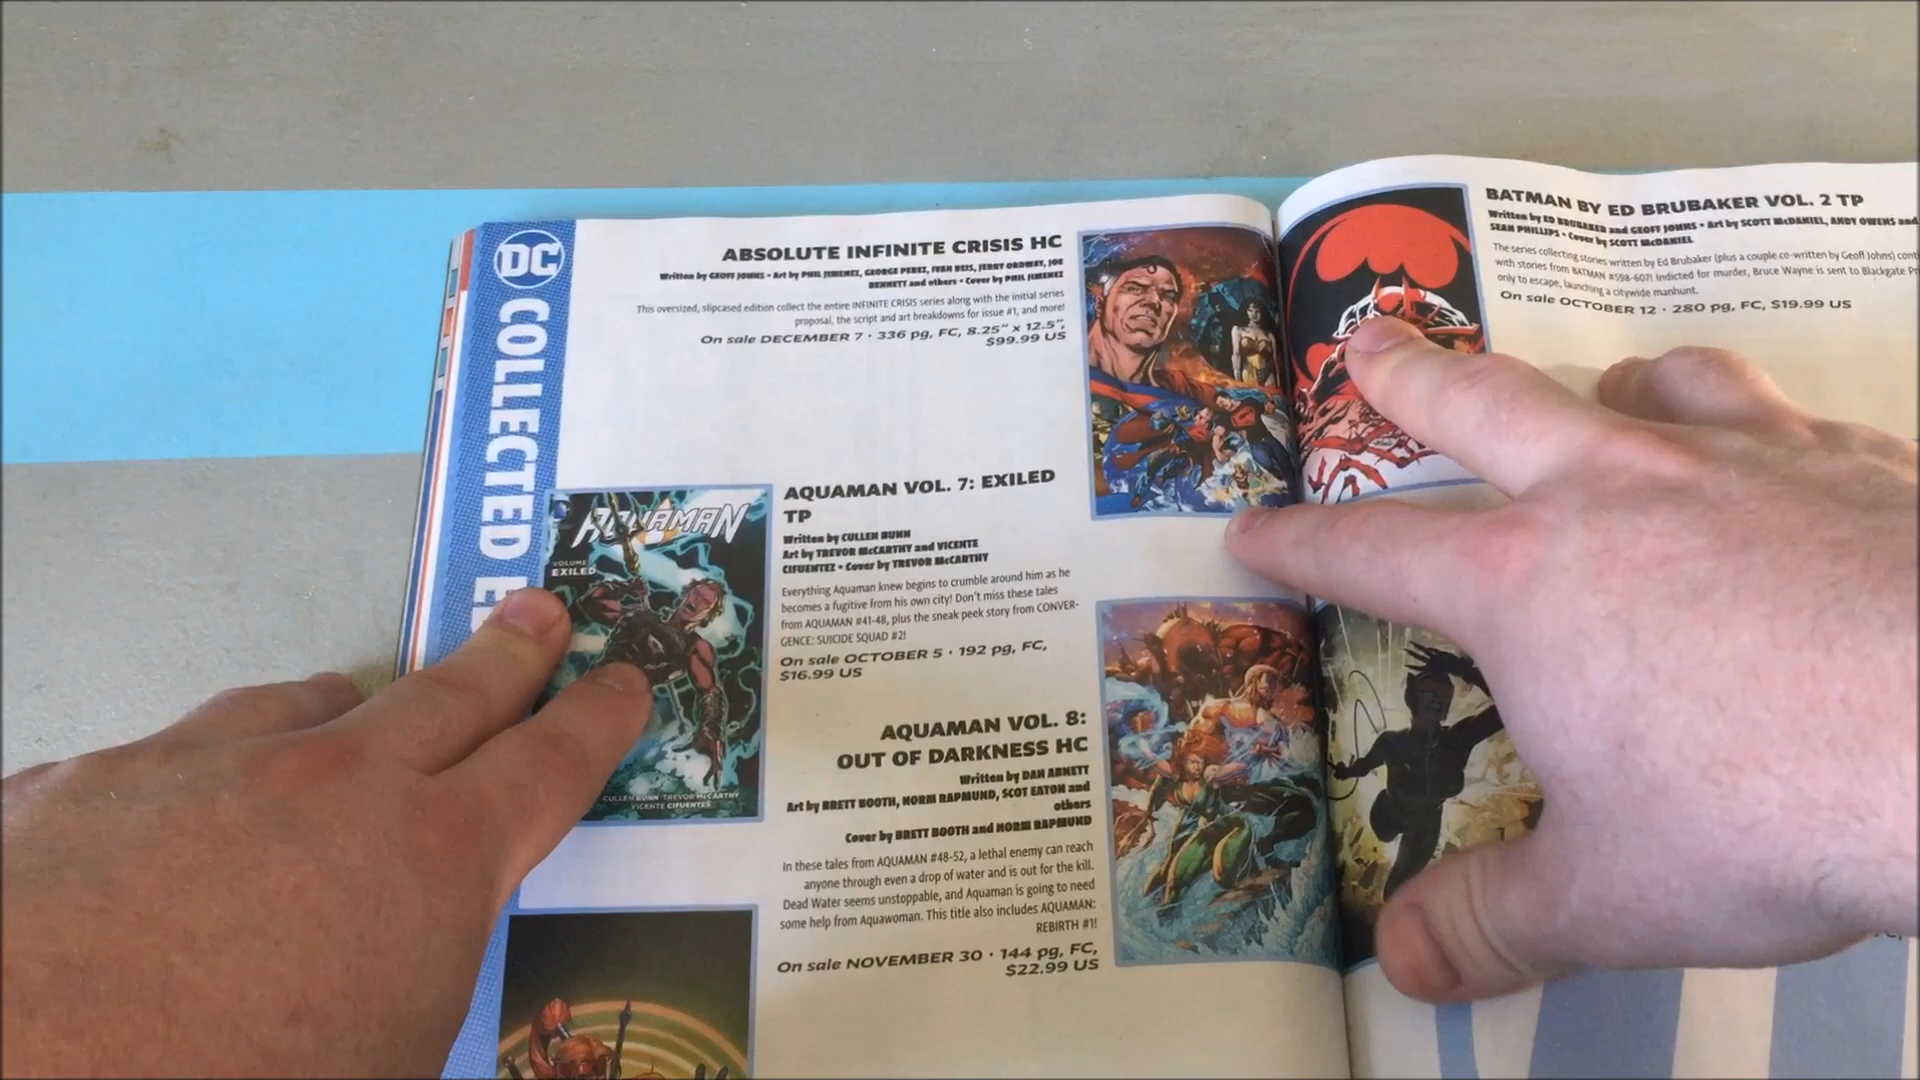 DC
COLLECTED
ABSOLUTE INFINITE CRISIS HC
Written by GEOFF JOHNS • Art by PHIL JIMENEZ, GEORGE PEREZ, IVAN REIS, JERRY ORDWAY, JOE
BENNETT and others • Cover by PHIL JIMENEZ
This oversized, slipcased edition collect the entire INFINITE CRISIS series along with the initial series
proposal, the script and art breakdowns for issue #1, and more!
On sale DECEMBER 7 • 336 pg, FC, 8.25" x 12.5",
$99.99 US
AQUAMAN
VOLUME
EXILED
CULLEN BUNN TREVOR McCARTHY
VICENTE CIFUENTES
AQUAMAN VOL. 7: EXILED
TP
Written by CULLEN BUNN
Art by TREVOR McCARTHY and VICENTE
CIFUENTEZ • Cover by TREVOR McCARTHY
Everything Aquaman knew begins to crumble around him as he
becomes a fugitive from his own city! Don't miss these tales
from AQUAMAN #41-48, plus the sneak peek story from CONVER-
GENCE: SUICIDE SQUAD #2!
On sale OCTOBER 5 • 192 pg, FC,
$16.99 US
AQUAMAN VOL. 8:
OUT OF DARKNESS HC
Written by DAN ABNETT
Art by BRETT BOOTH, NORM RAPMUND, SCOT EATON and
others
Cover by BRETT BOOTH and NORM RAPMUND
In these tales from AQUAMAN #48-52, a lethal enemy can reach
anyone through even a drop of water and is out for the kill.
Dead Water seems unstoppable, and Aquaman is going to need
some help from Aquawoman. This title also includes AQUAMAN:
REBIRTH #1!
On sale NOVEMBER 30 • 144 pg, FC,
$22.99 US
BATMAN BY ED BRUBAKER VOL. 2 TP
Written by ED BRUBAKER and GEOFF JOHNS • Art by SCOTT McDANIEL, ANDY OWENS and
SEAN PHILLIPS • Cover by SCOTT McDANIEL
The series collecting stories written by Ed Brubaker (plus a couple co-written by Geoff Johns)
with stories from BATMAN #598-607! Indicted for murder, Bruce Wayne is sent to Blackgate
only to escape, launching a citywide manhunt.
On sale OCTOBER 12 • 280 pg, FC, $19.99 US